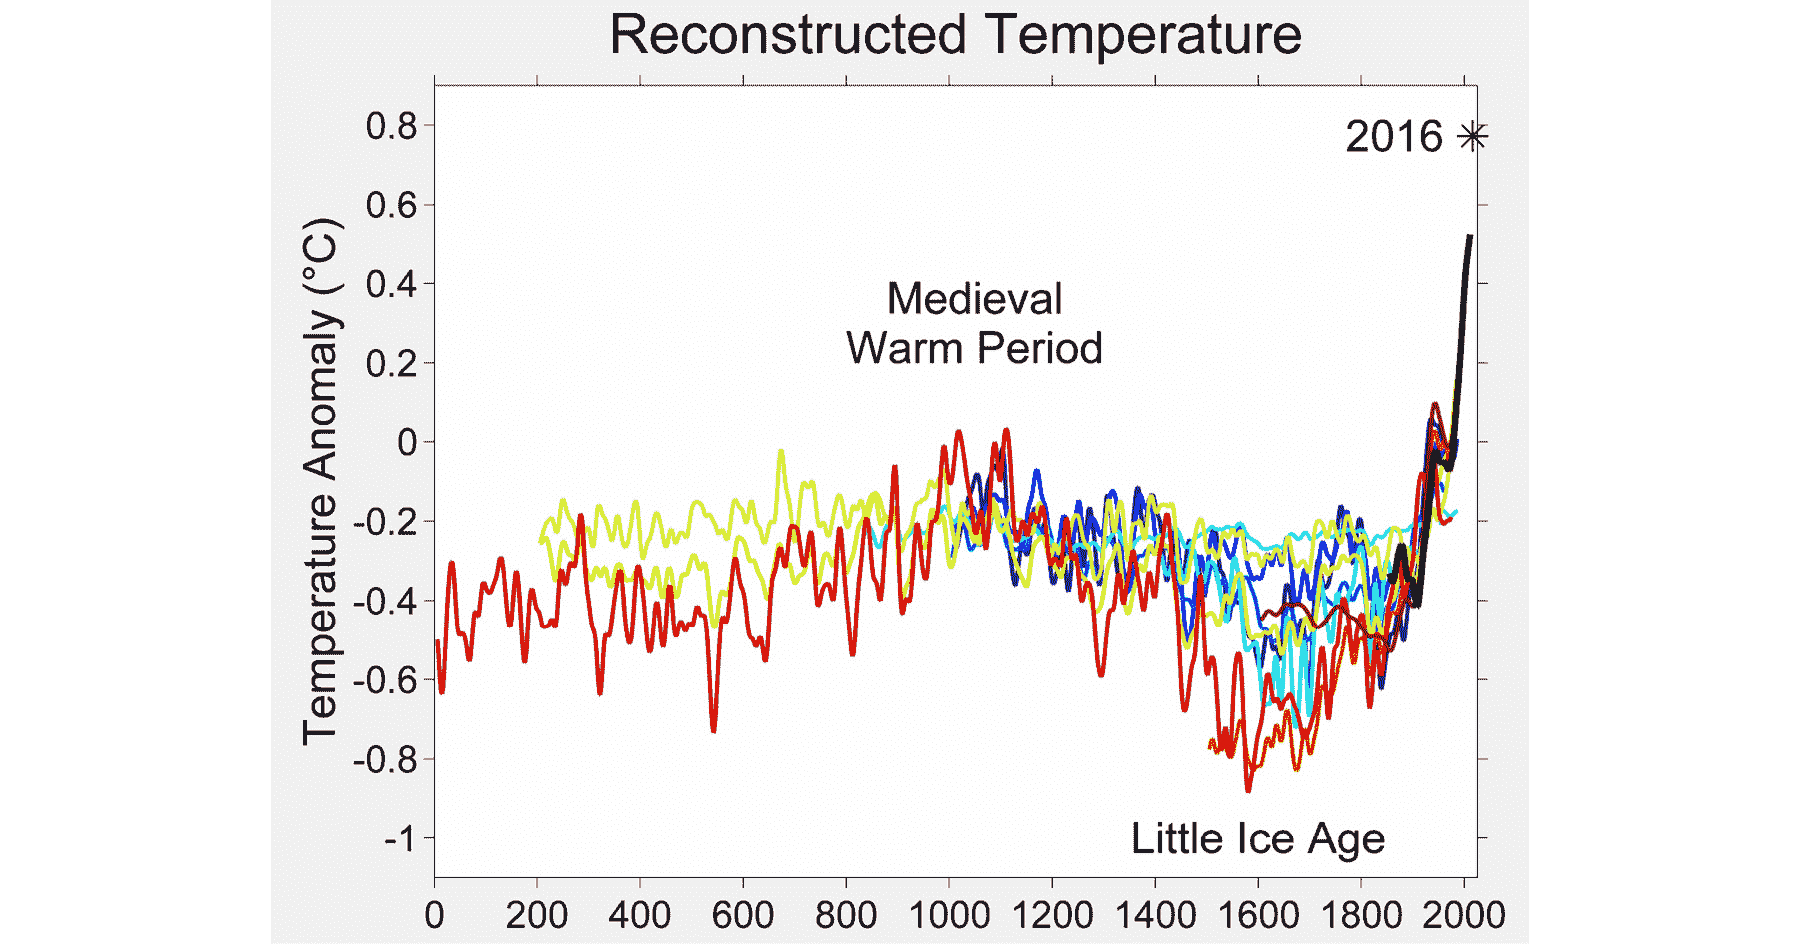 Reconstructed Temperature
0.8
0.6
0.4
0.2
0
-0.2
-0.4
-0.6
-0.8
-1
Temperature Anomaly (°C)
2016
Medieval
Warm Period
Little Ice Age
0 200 400 600 800 1000 1200 1400 1600 1800 2000